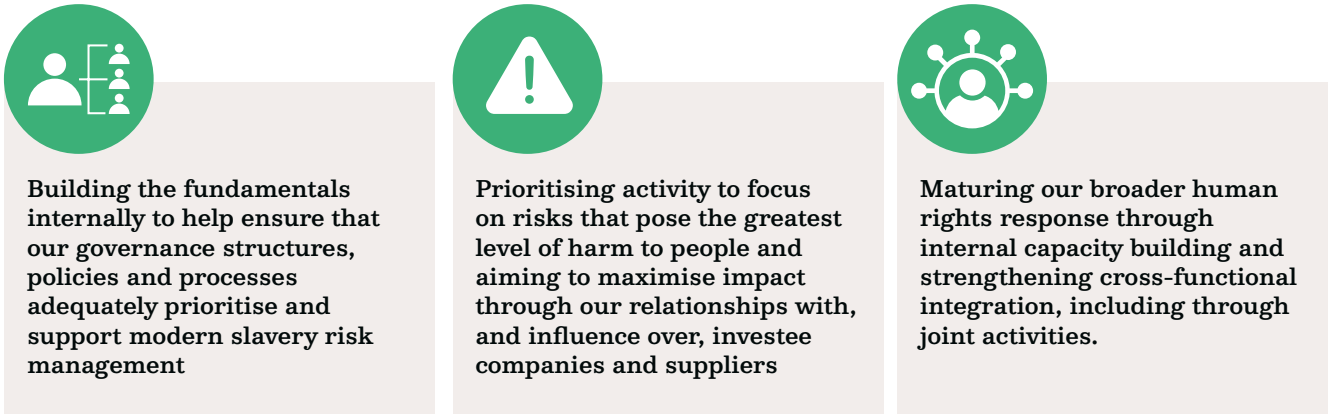 Building the fundamentals
internally to help ensure that
our governance structures,
policies and processes
adequately prioritise and
support modern slavery risk
management
Prioritising activity to focus
on risks that pose the greatest
level of harm to people and
aiming to maximise impact
through our relationships with,
and influence over, investee
companies and suppliers
Maturing our broader human
rights response through
internal capacity building and
strengthening cross-functional
integration, including through
joint activities.